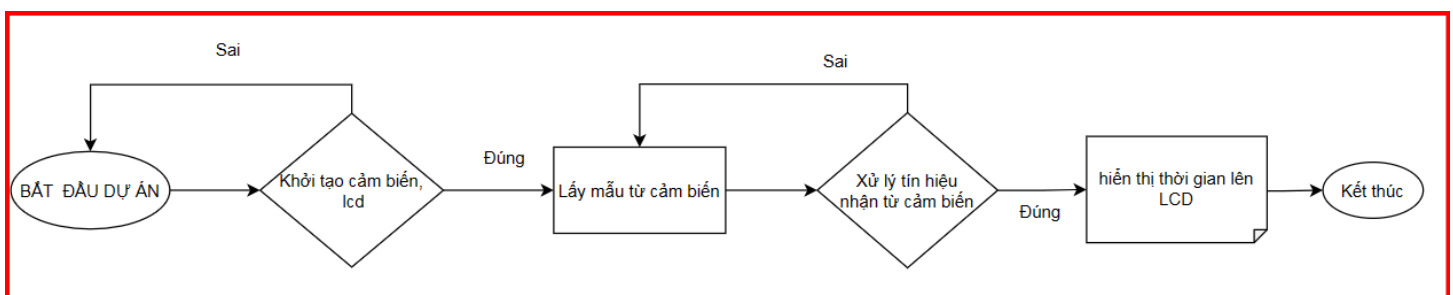 Sai
Sai
BẮT ĐẦU DỰ ÁN
Khởi tạo cảm biến,
lcd
Đúng
Lấy mẫu từ cảm biến
Xử lý tín hiệu
nhận từ cảm biến
Đúng
hiển thị thời gian lên
LCD
Kết thúc